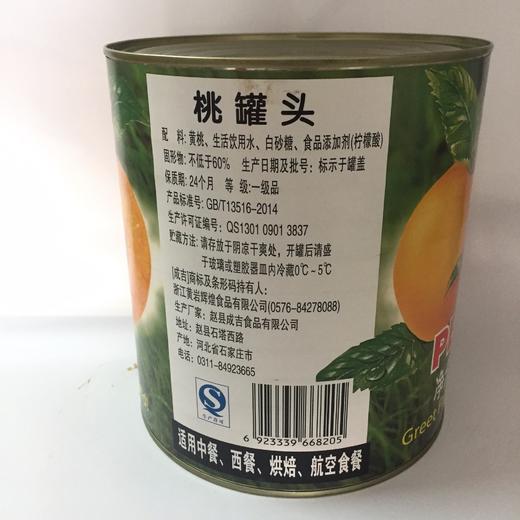 桃罐头
配 料: 黄桃、生活饮用水、白砂糖、食品添加剂(柠檬酸)
固形物: 不低于60% 生产日期及批号: 标示于罐盖
保质期: 24个月 等 级:一级品
产品标准号: GB/T13516-2014
生产许可证编号: QS1301 0901 3837
贮藏方法: 请存放于阴凉干爽处，开罐后请盛
于玻璃或塑胶器皿内冷藏0℃~5℃
(成吉)商标及条形码持有人:
浙江黄岩辉煌食品有限公司(0576-84278088)
生产厂家: 赵县成吉食品有限公司
地址: 赵县石塔西路
产地: 河北省石家庄市
电话: 0311-84923665
生产许可
6 923339 668205
适用中餐、西餐、烘焙、航空食餐
Green